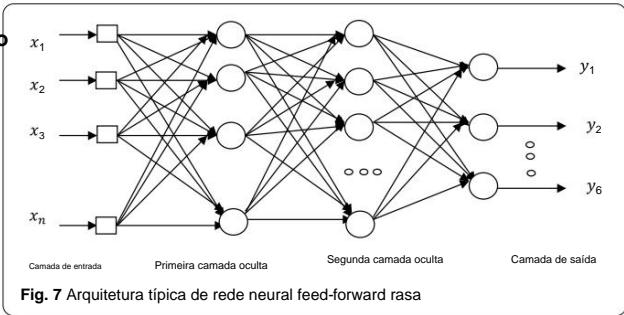 o
x₁
x₂
x₃
xₙ
y₁
y₂
y₆
Camada de entrada Primeira camada oculta Segunda camada oculta Camada de saída
Fig. 7 Arquitetura típica de rede neural feed-forward rasa